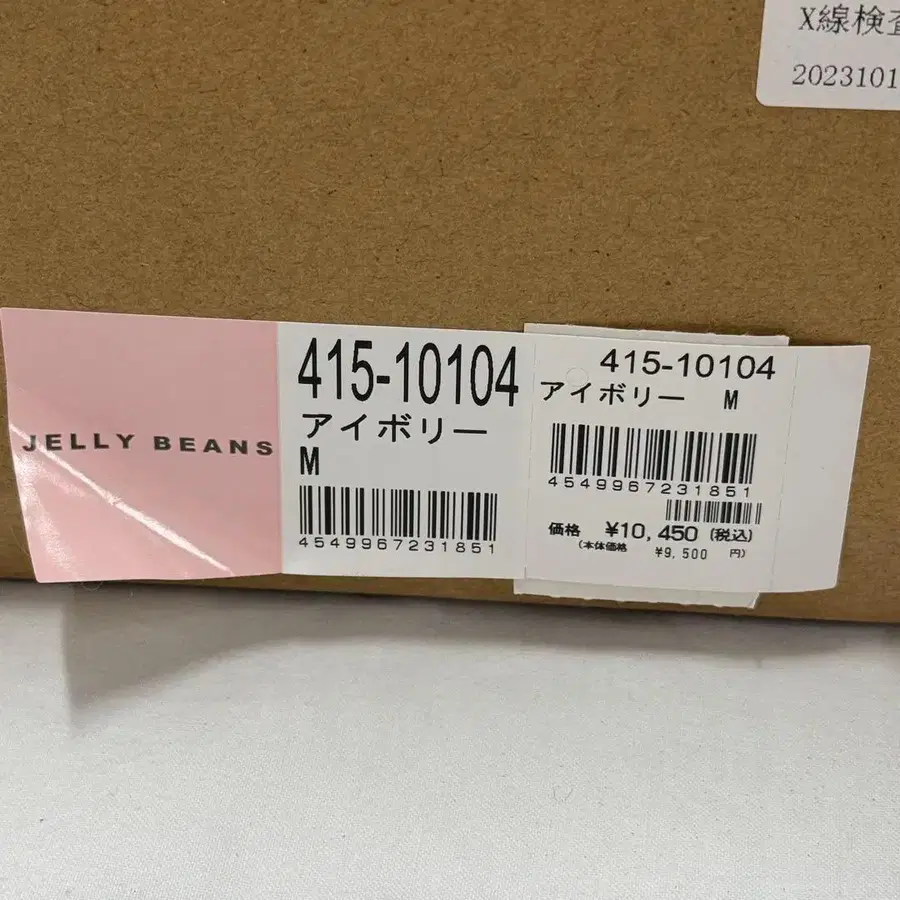 X線検査
2023101
JELLY BEANS
415-10104
アイボリー
M
4549967231851
415-10104
アイボリー M
4549967231851
価格 ¥10,450 (税込)
(本体価格 ¥9,500 円)